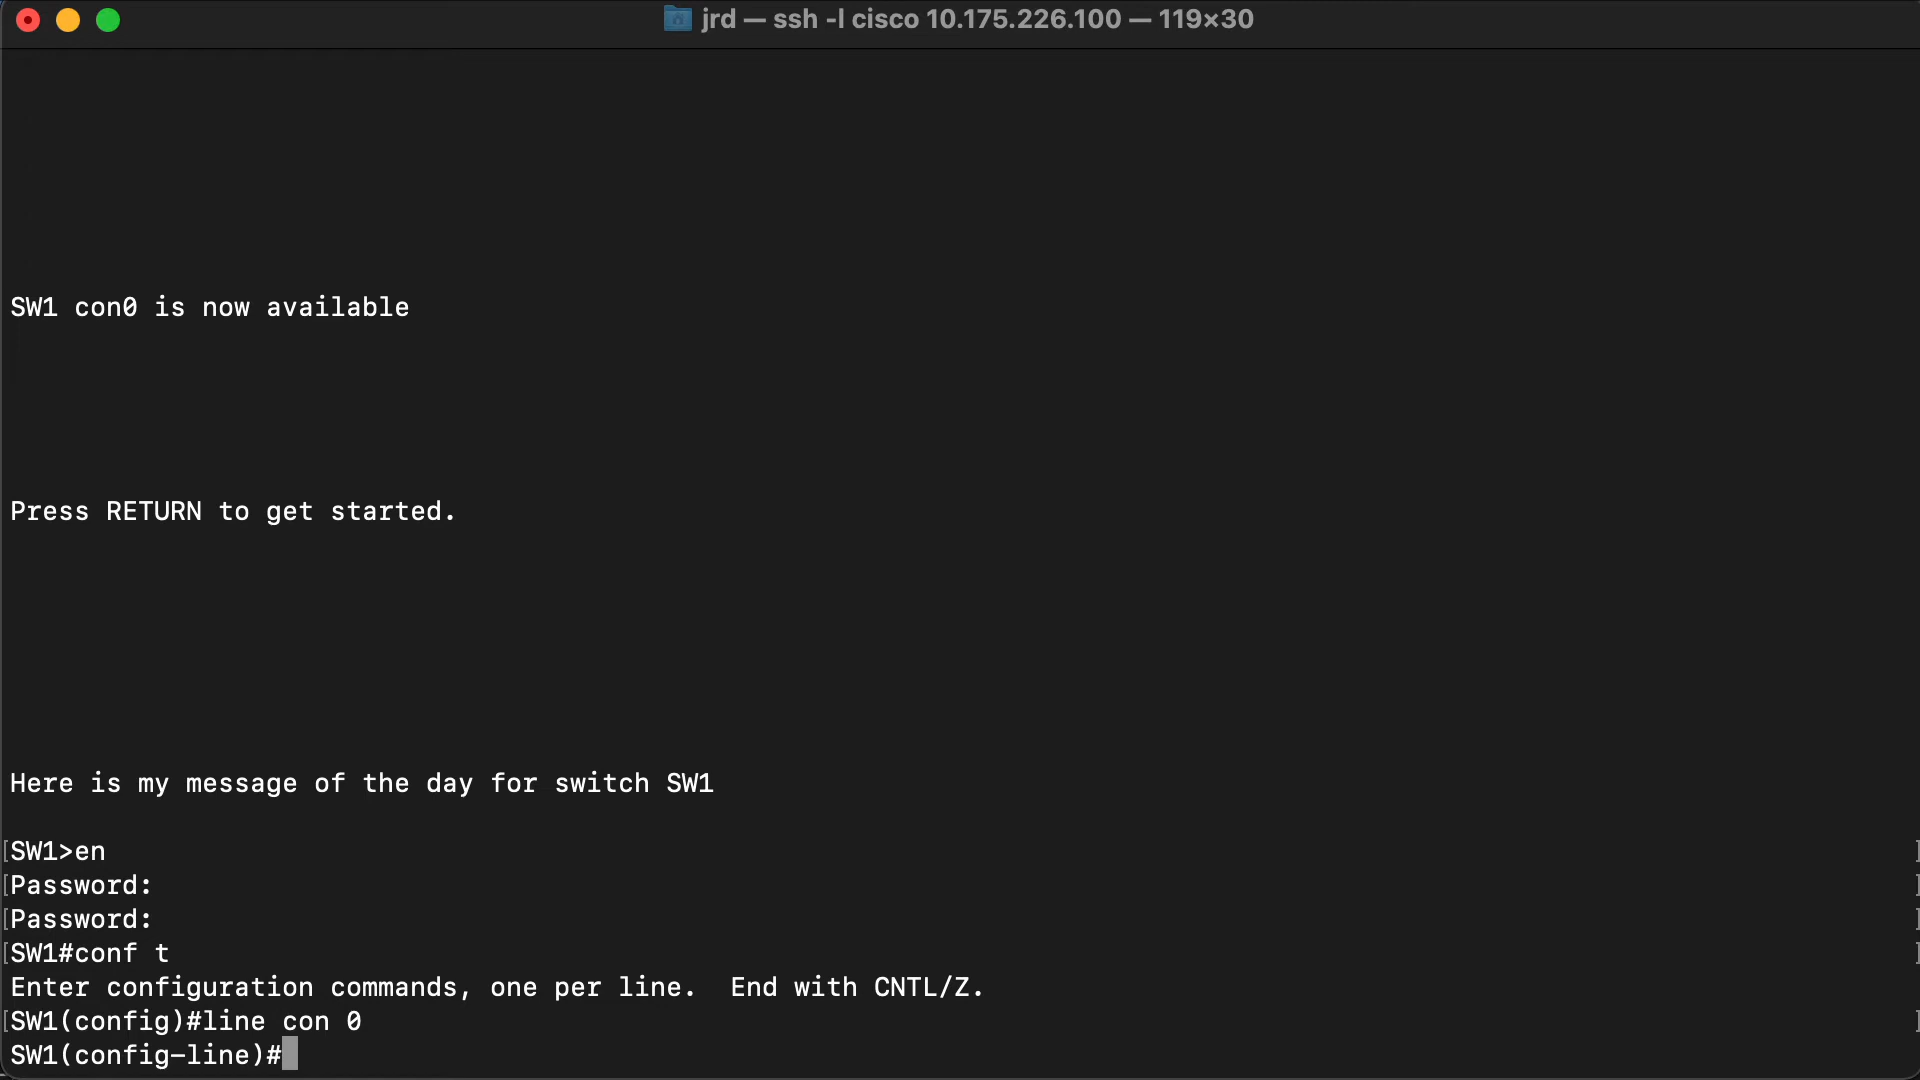 jrd — ssh -l cisco 10.175.226.100 — 119×30
SW1 con0 is now available
Press RETURN to get started.
Here is my message of the day for switch SW1
[SW1>en ]
[Password: ]
[Password: ]
[SW1#conf t ]
Enter configuration commands, one per line.  End with CNTL/Z.
[SW1(config)#line con 0 ]
SW1(config-line)#